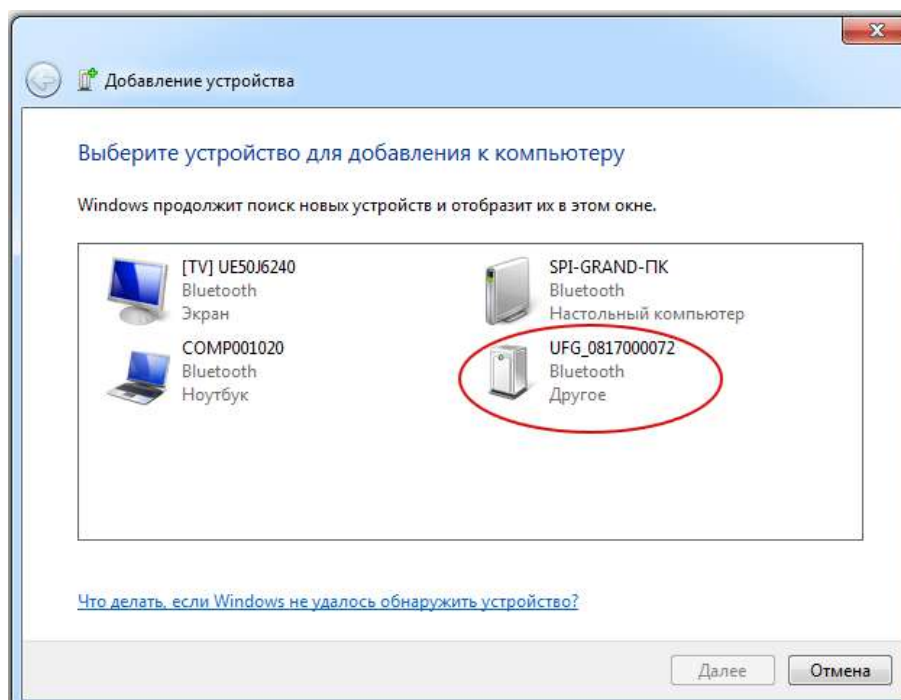 Добавление устройства
Выберите устройство для добавления к компьютеру
Windows продолжит поиск новых устройств и отобразит их в этом окне.
[TV] UE50J6240
Bluetooth
Экран
SPI-GRAND-ПК
Bluetooth
Настольный компьютер
COMP001020
Bluetooth
Ноутбук
UFG_0817000072
Bluetooth
Другое
Что делать, если Windows не удалось обнаружить устройство?
Далее
Отмена